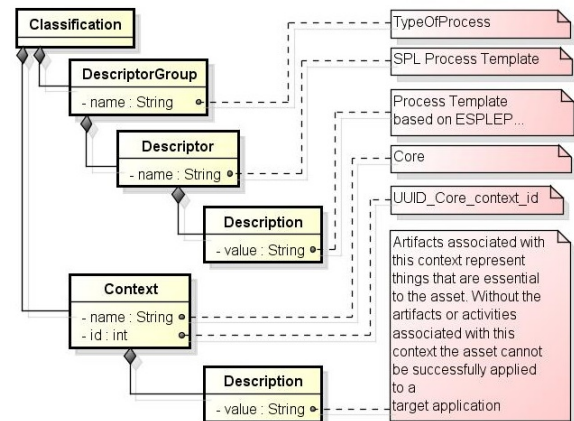 Classification
TypeOfProcess
DescriptorGroup
- name : String
SPL Process Template
Process Template
based on ESPLEP...
Descriptor
- name : String
Core
UUID_Core_context_id
Description
- value : String
Artifacts associated with
this context represent
things that are essential
to the asset. Without the
artifacts or activities
associated with this
context the asset cannot
be successfully applied
to a
target application
Context
- name : String
- id : int
Description
- value : String